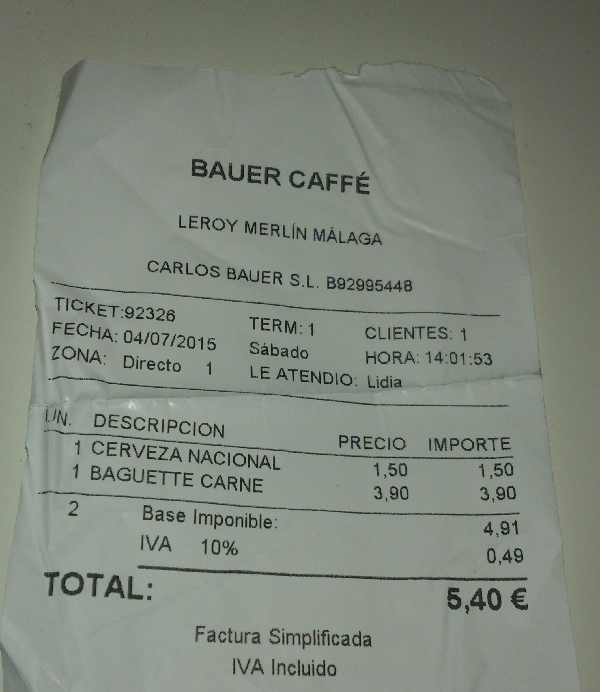 BAUER CAFFÉ
LEROY MERLÍN MÁLAGA
CARLOS BAUER S.L. B92995448
TICKET:92326 TERM: 1 CLIENTES: 1
FECHA: 04/07/2015 Sábado HORA: 14:01:53
ZONA: Directo 1 LE ATENDIO: Lidia
UN. DESCRIPCION PRECIO IMPORTE
1 CERVEZA NACIONAL 1,50 1,50
1 BAGUETTE CARNE 3,90 3,90
2 Base Imponible: 4,91
IVA 10% 0,49
TOTAL: 5,40 €
Factura Simplificada
IVA Incluido